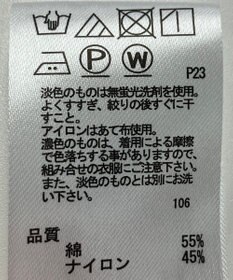 P W
P23
淡色のものは無蛍光洗剤を使用。
よくすすぎ、絞りの後すぐに干
すこと。
アイロンはあて布使用。
濃色のものは、着用による摩擦
で色落ちする事がありますので、
組み合せの衣服にご注意下さい。
また、淡色のものとは別にお洗
い下さい。
106
品質
綿 55%
ナイロン 45%